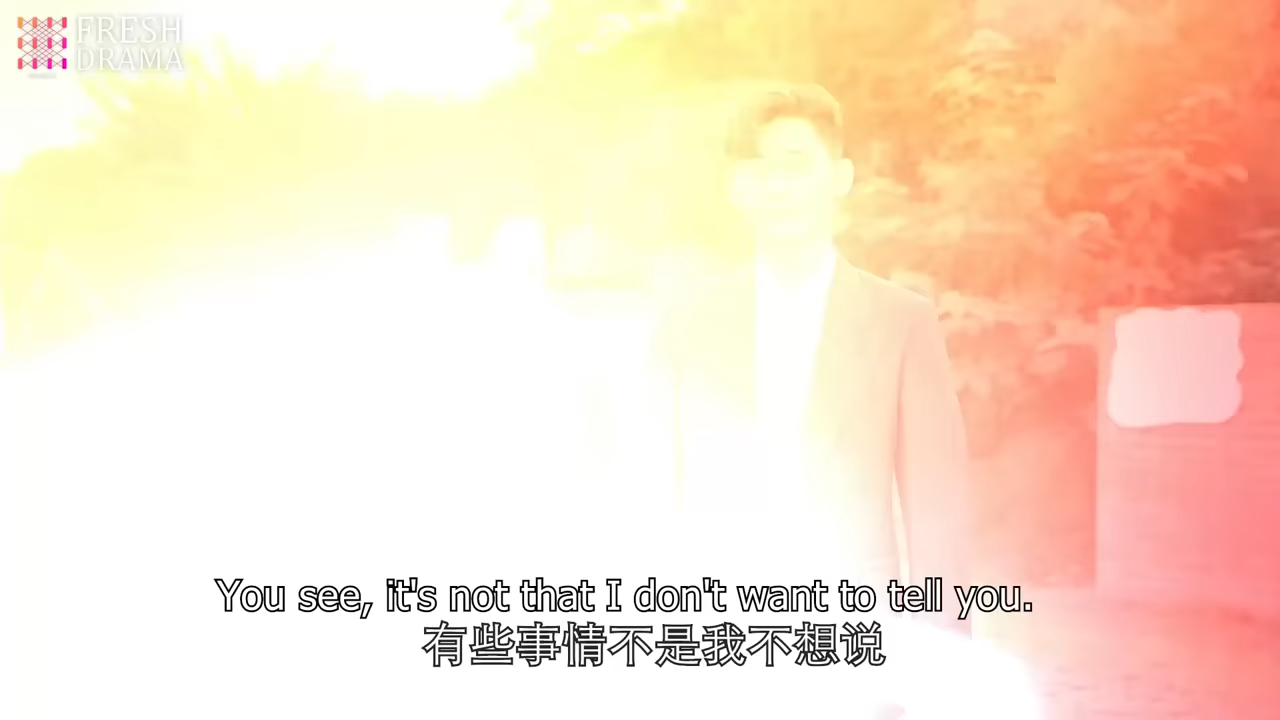 FRESH
DRAMA
You see, it's not that I don't want to tell you.
有些事情不是我不想说